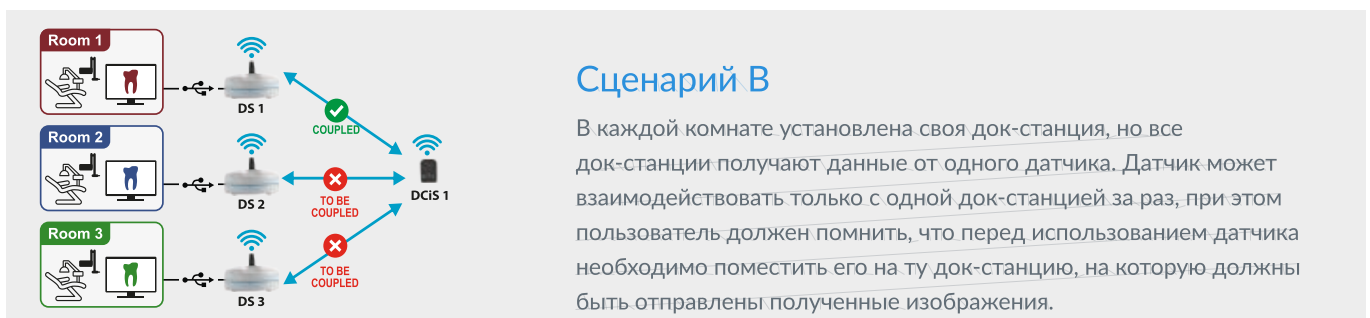 Room 1
DS 1
COUPLED
Room 2
DS 2
TO BE
COUPLED
DCiS 1
Room 3
DS 3
TO BE
COUPLED
Сценарий B
В каждой комнате установлена своя док-станция, но все
док-станции получают данные от одного датчика. Датчик может
взаимодействовать только с одной док-станцией за раз, при этом
пользователь должен помнить, что перед использованием датчика
необходимо поместить его на ту док-станцию, на которую должны
быть отправлены полученные изображения.